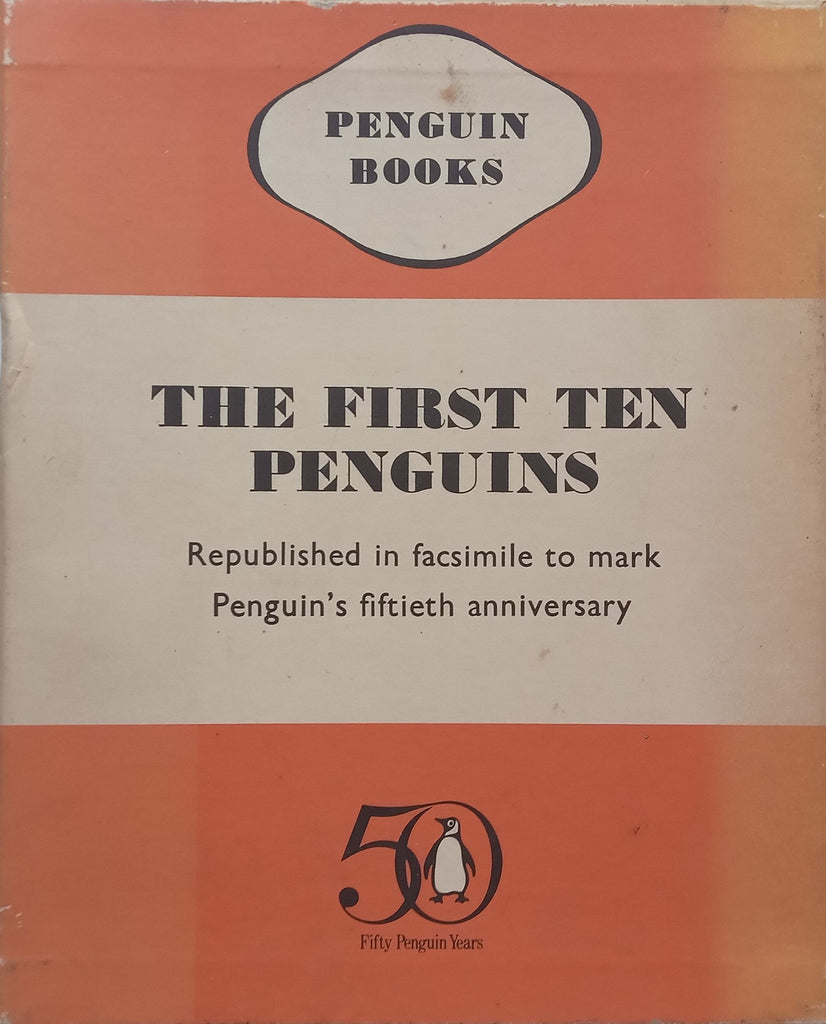 PENGUIN
BOOKS
THE FIRST TEN
PENGUINS
Republished in facsimile to mark
Penguin's fiftieth anniversary
50
Fifty Penguin Years